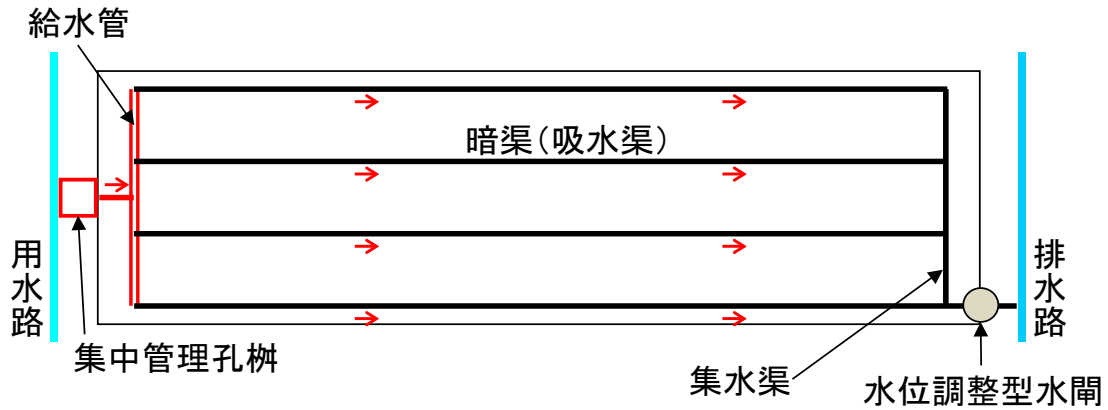 給水管
暗渠（吸水渠）
用水路
排水路
集中管理孔桝
集水渠
水位調整型水閘